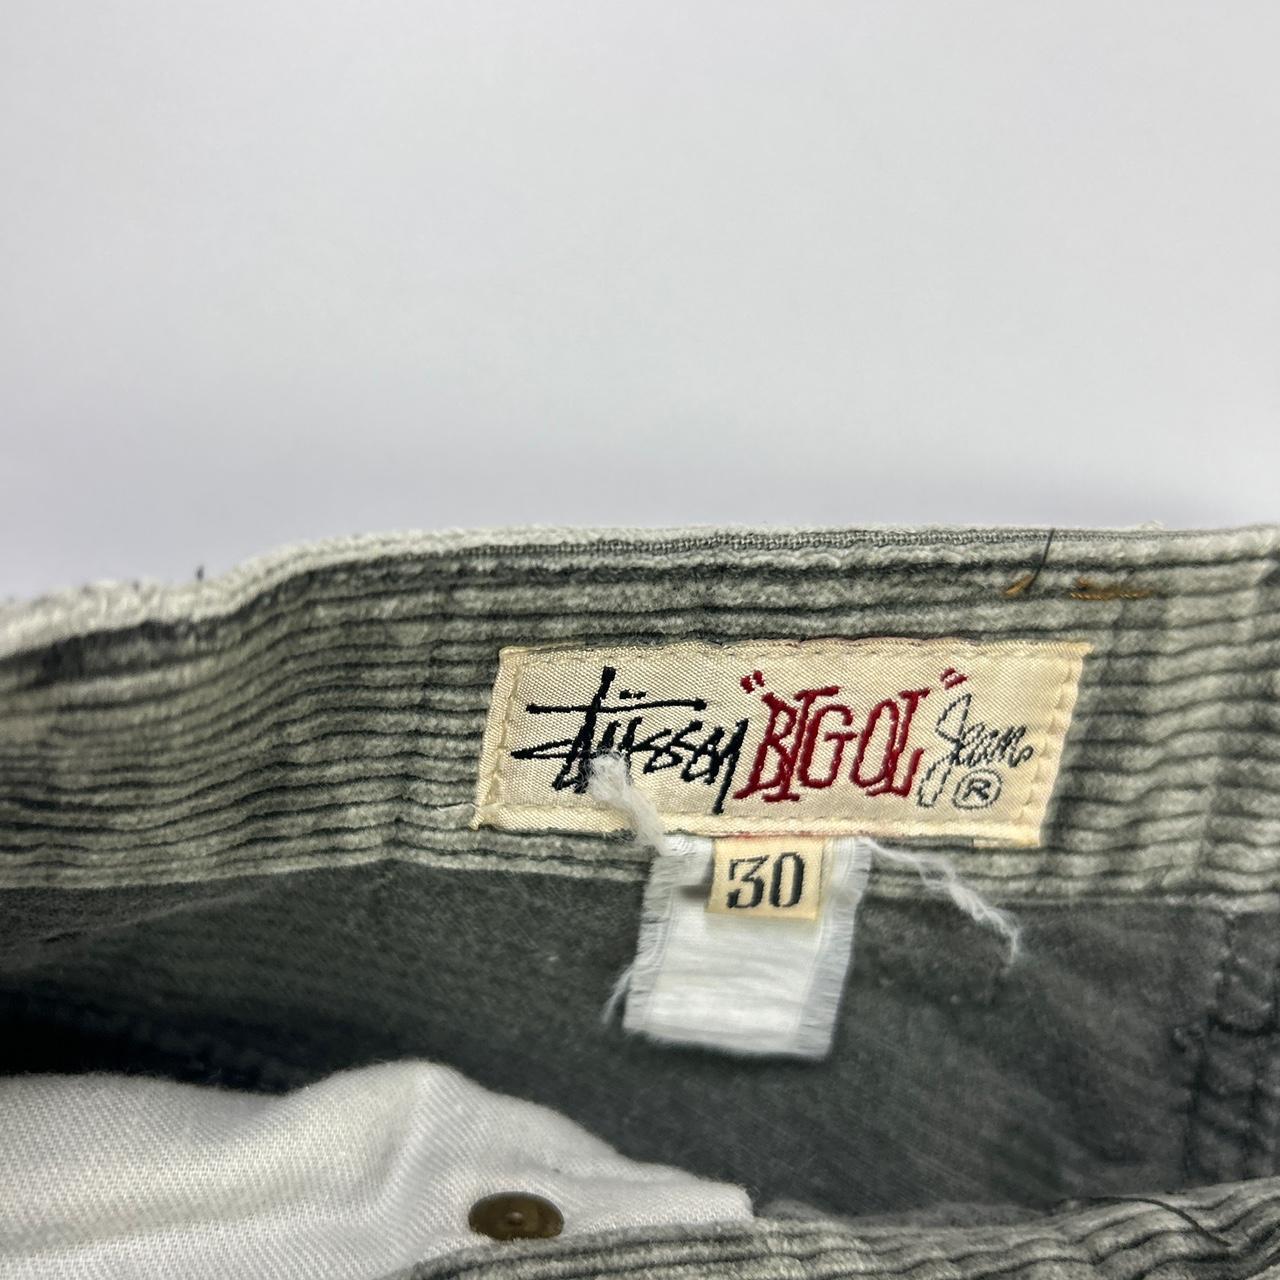 Stüssy "BIG OL" Jeans ®
30